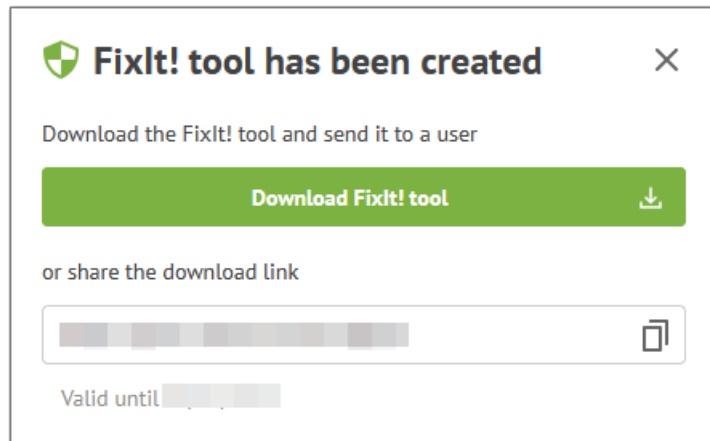 FixIt! tool has been created
Download the FixIt! tool and send it to a user
Download FixIt! tool
or share the download link
Valid until